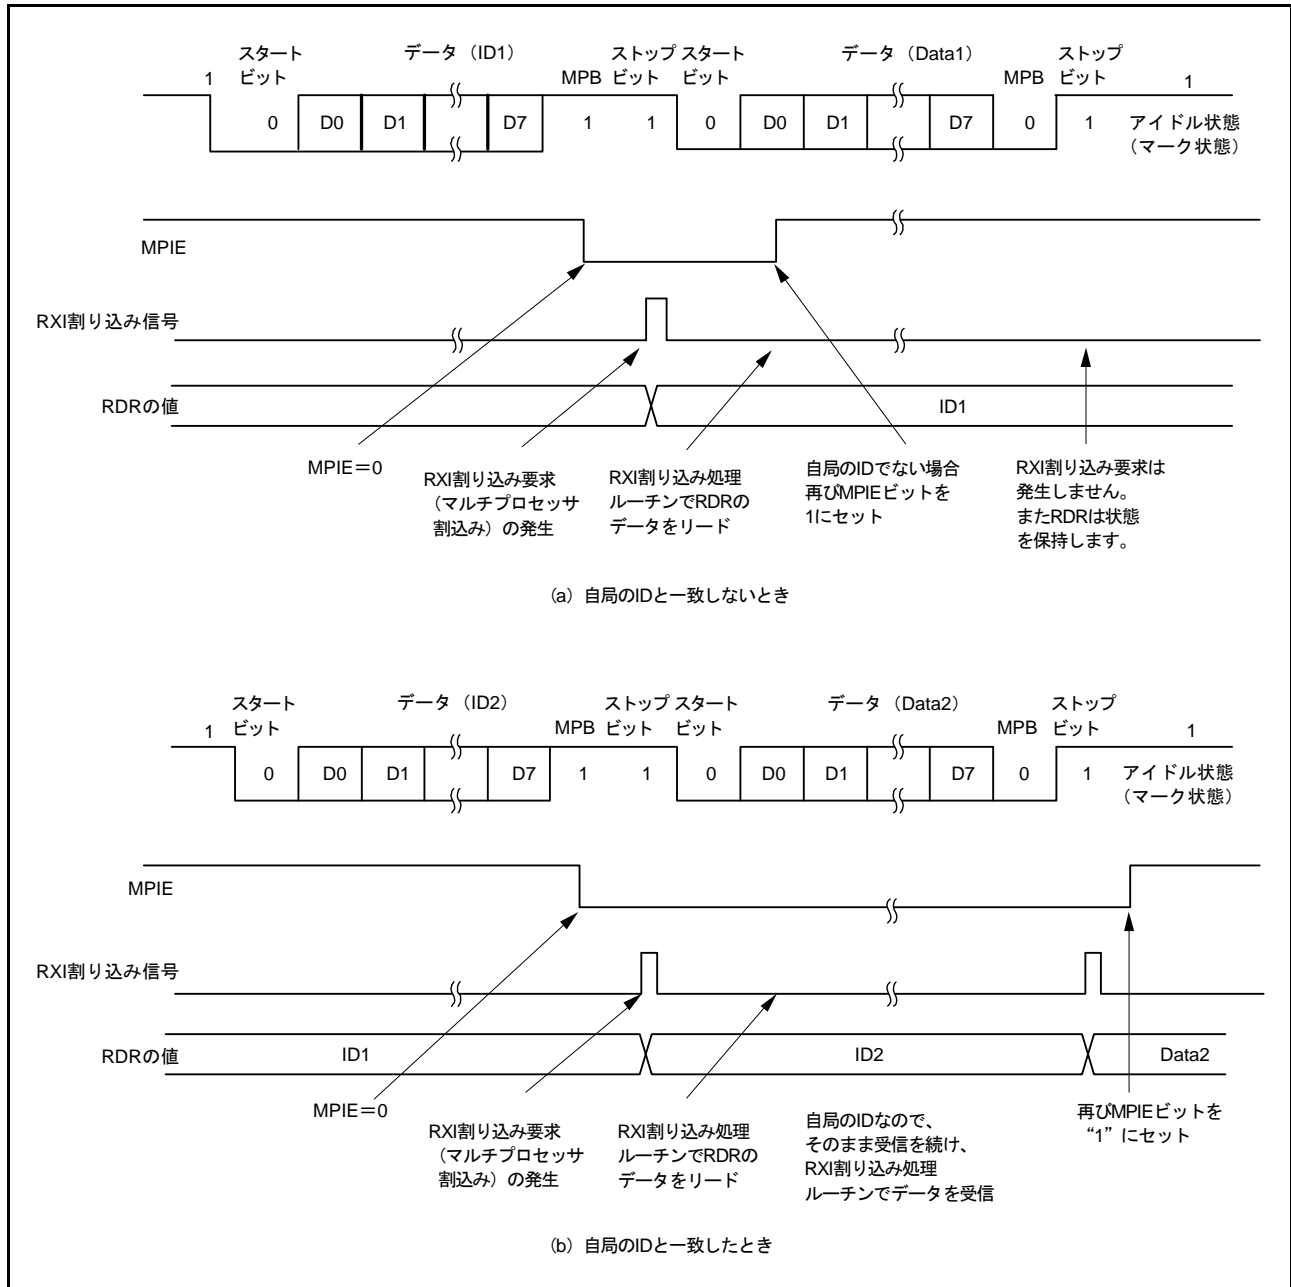 スタート
ビット
データ（ID1）
ストップ
ビット
スタート
ビット
データ（Data1）
ストップ
ビット
1
MPB
MPB
1
0
D0
D1
D7
1
1
0
D0
D1
D7
0
1
アイドル状態
（マーク状態）
MPIE
RXI割り込み信号
RDRの値
ID1
MPIE＝0
RXI割り込み要求
（マルチプロセッサ
割込み）の発生
RXI割り込み処理
ルーチンでRDRの
データをリード
自局のIDでない場合
再びMPIEビットを
1にセット
RXI割り込み要求は
発生しません。
またRDRは状態
を保持します。
（a）自局のIDと一致しないとき
スタート
ビット
データ（ID2）
ストップ
ビット
スタート
ビット
データ（Data2）
ストップ
ビット
1
MPB
MPB
1
0
D0
D1
D7
1
1
0
D0
D1
D7
0
1
アイドル状態
（マーク状態）
MPIE
RXI割り込み信号
RDRの値
ID1
ID2
Data2
MPIE＝0
RXI割り込み要求
（マルチプロセッサ
割込み）の発生
RXI割り込み処理
ルーチンでRDRの
データをリード
自局のIDなので、
そのまま受信を続け、
RXI割り込み処理
ルーチンでデータを受信
再びMPIEビットを
“1”にセット
（b）自局のIDと一致したとき